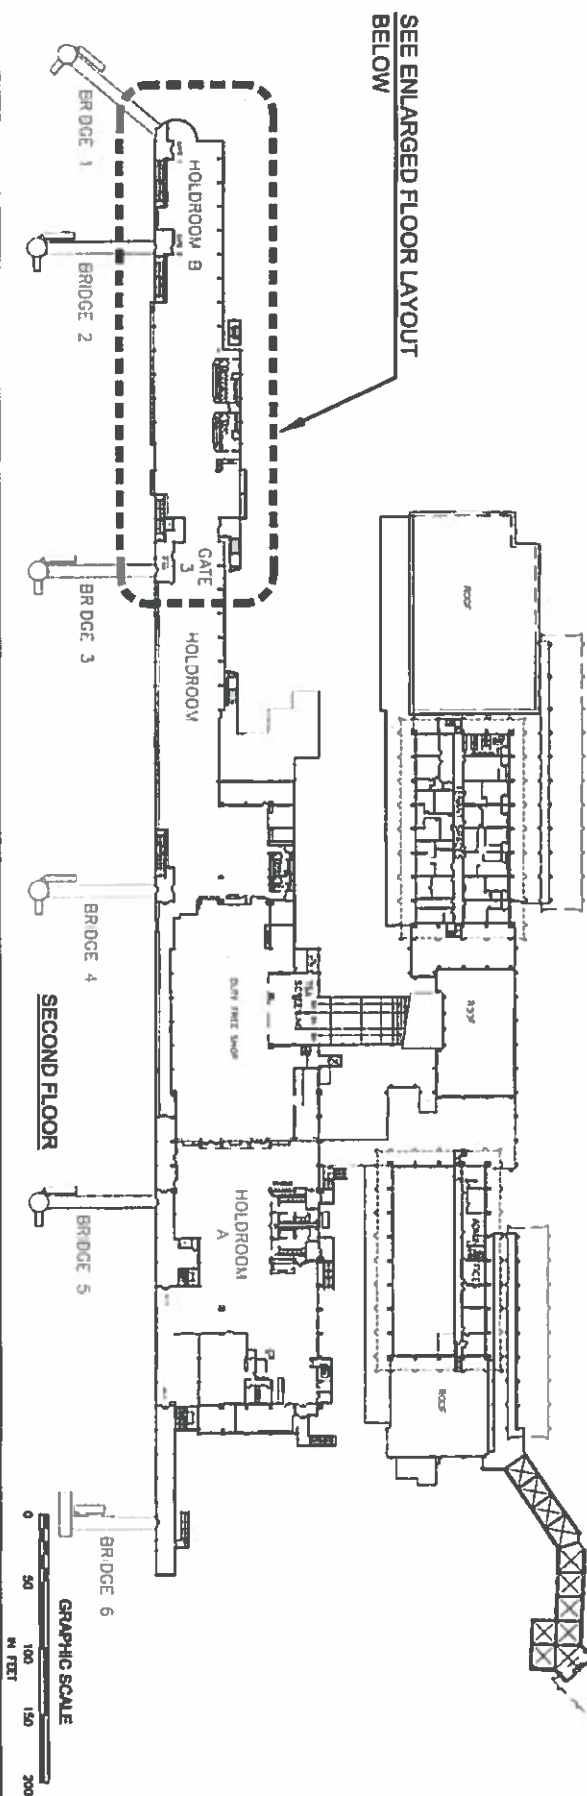 SEE ENLARGED FLOOR LAYOUT
BELOW
BRIDGE 1
HOLDROOM B
BRIDGE 2
GATE
3
BRIDGE 3
HOLDROOM
ROOF
BRIDGE 4
DUTY FREE SHOP
TSA
ROOF
SECOND FLOOR
BRIDGE 5
HOLDROOM
A
ROOF
BRIDGE 6
GRAPHIC SCALE
0 50 100 150 200
IN FEET